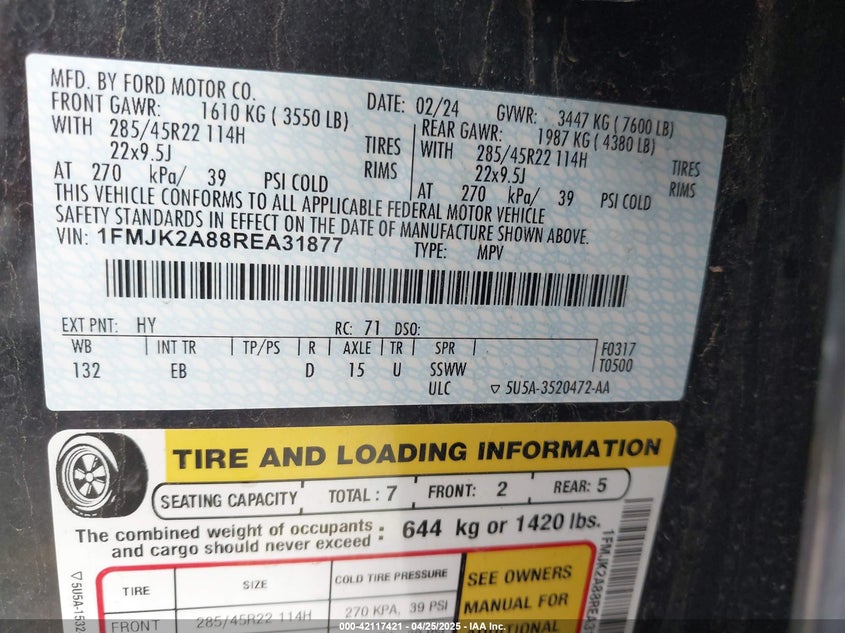 MFD. BY FORD MOTOR CO. DATE: 02/24 GVWR: 3447 KG ( 7600 LB)
FRONT GAWR: 1610 KG ( 3550 LB) REAR GAWR: 1987 KG ( 4380 LB)
WITH 285/45R22 114H TIRES WITH 285/45R22 114H TIRES
22x9.5J RIMS 22x9.5J RIMS
AT 270 kPa/ 39 PSI COLD AT 270 kPa/ 39 PSI COLD
THIS VEHICLE CONFORMS TO ALL APPLICABLE FEDERAL MOTOR VEHICLE
SAFETY STANDARDS IN EFFECT ON THE DATE OF MANUFACTURE SHOWN ABOVE.
VIN: 1FMJK2A88REA31877 TYPE: MPV
EXT PNT: HY RC: 71 DSO:
WB INT TR TP/PS R AXLE TR SPR F0317
132 EB D 15 U SSWW T0500
ULC ▽ 5U5A-3520472-AA
TIRE AND LOADING INFORMATION
SEATING CAPACITY TOTAL : 7 FRONT: 2 REAR: 5
The combined weight of occupants and cargo should never exceed : 644 kg or 1420 lbs.
TIRE SIZE COLD TIRE PRESSURE SEE OWNERS
FRONT 285/45R22 114H 270 KPA, 39 PSI MANUAL FOR
ADDITIONAL
▽ 5U5A-1532
1FMJK2A88REA3
000-42117421 - 04/25/2025 - IAA Inc.